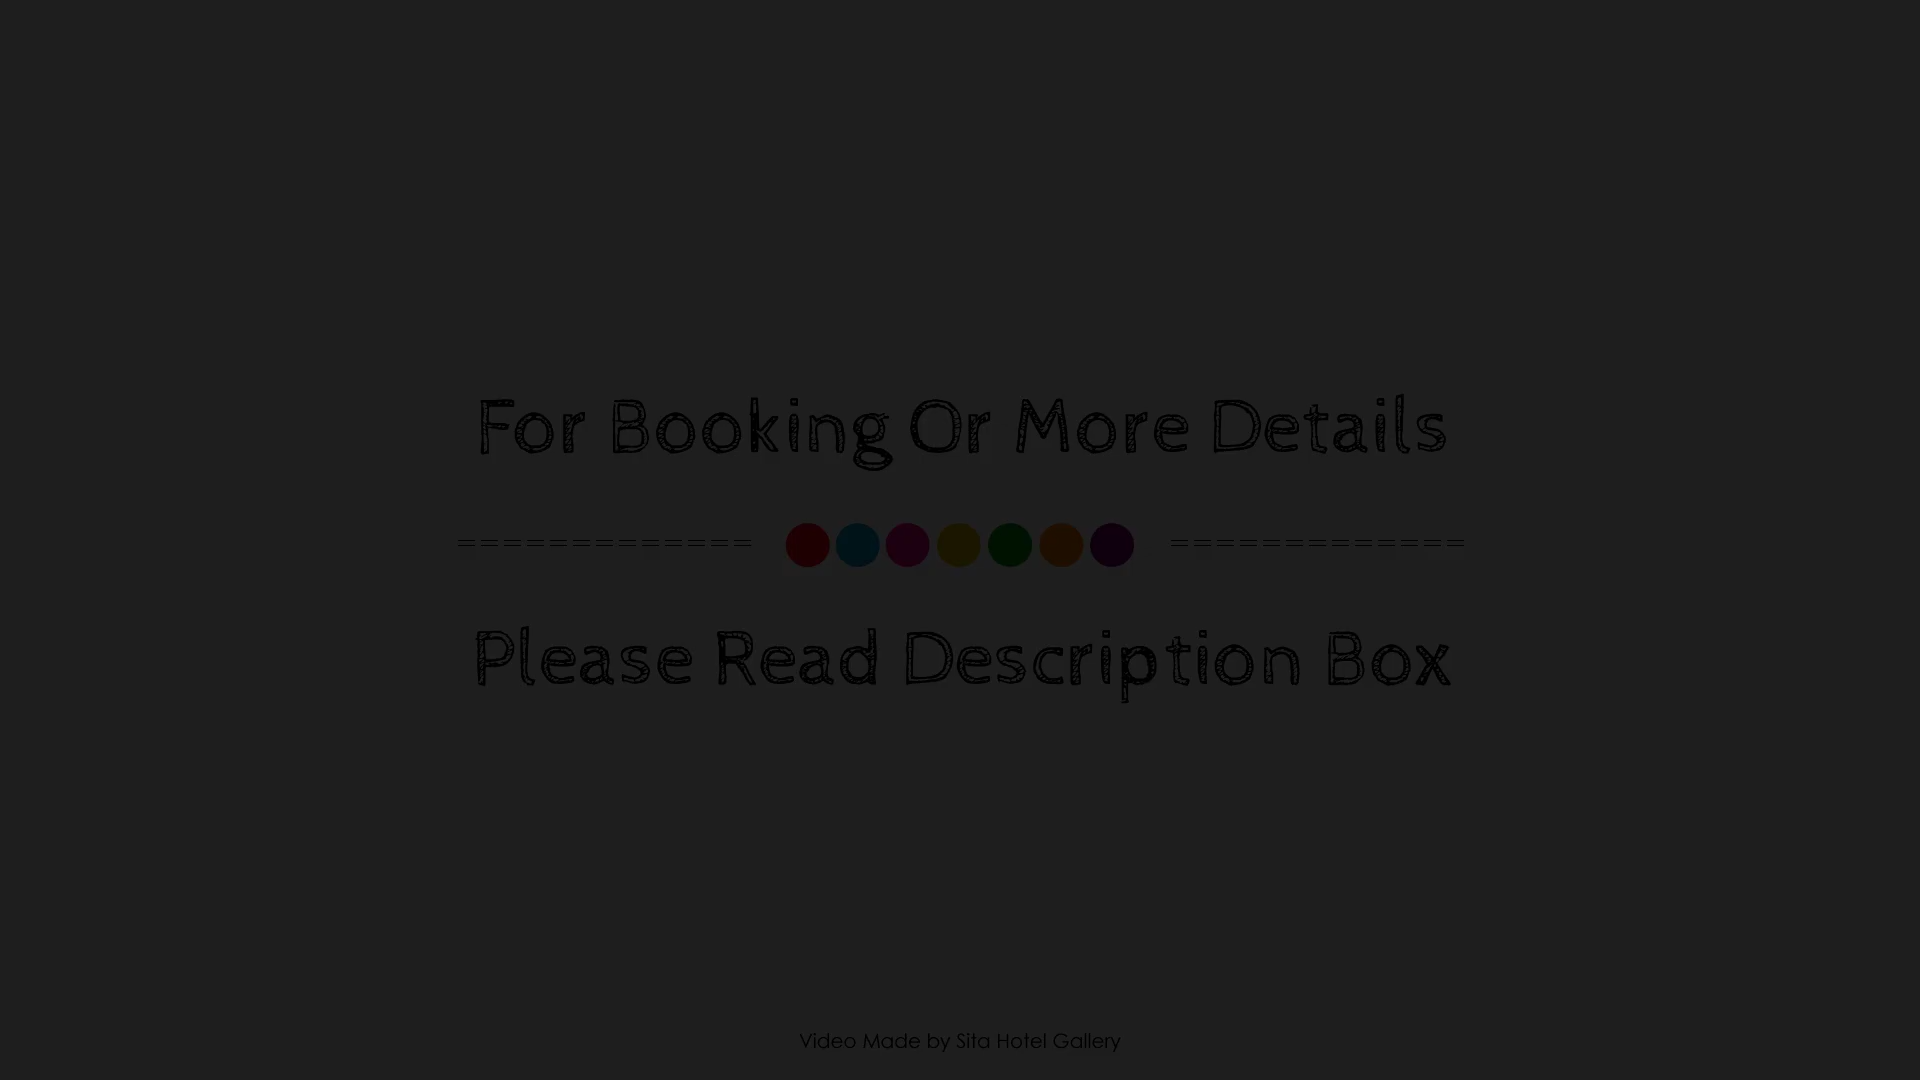 For Booking Or More Details
============= =============
Please Read Description Box
Video Made by Sita Hotel Gallery